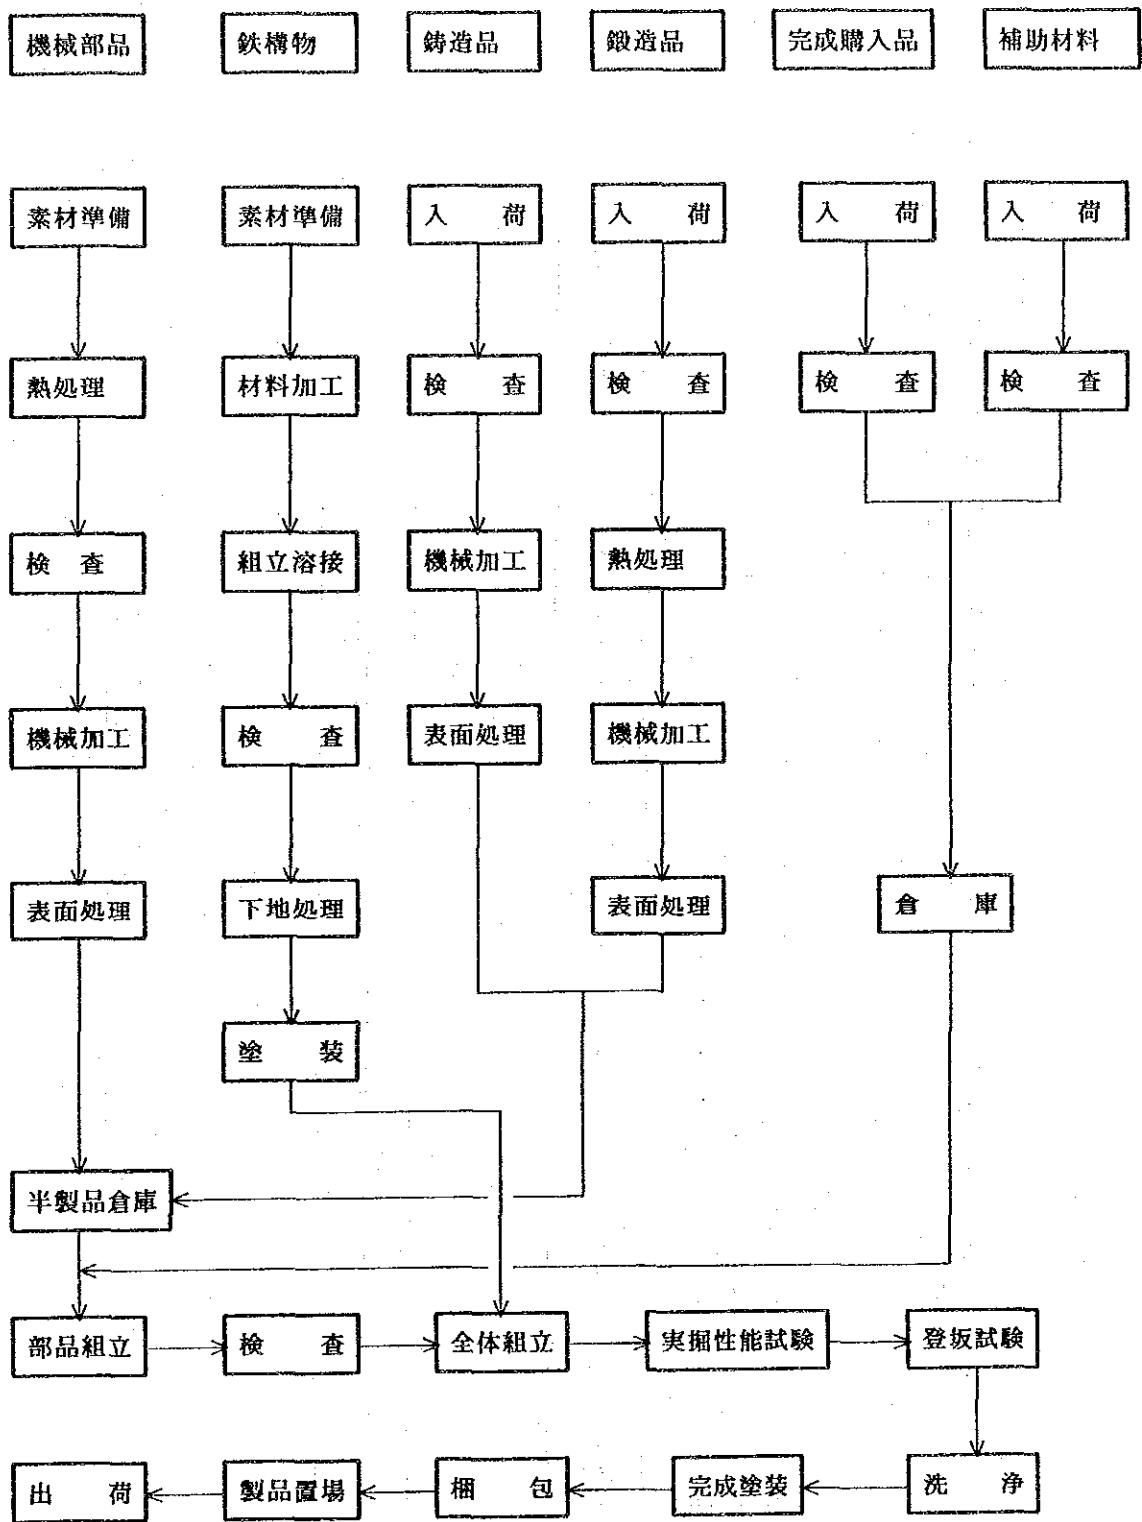 機械部品 鉄構物 鋳造品 鍛造品 完成購入品 補助材料
素材準備 素材準備 入荷 入荷 入荷 入荷
熱処理 材料加工 検査 検査 検査 検査
検査 組立溶接 機械加工 熱処理
機械加工 検査 表面処理 機械加工
表面処理 下地処理 表面処理 倉庫
塗装
半製品倉庫
部品組立 検査 全体組立 実掘性能試験 登坂試験
出荷 製品置場 梱包 完成塗装 洗浄